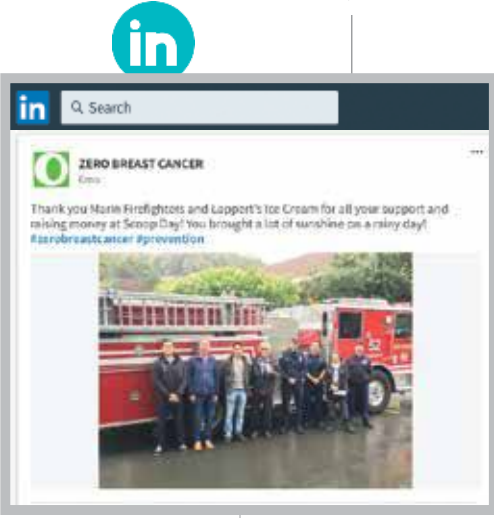 in
in Search
ZERO BREAST CANCER
Thank you Marin Firefighters and Lappert's Ice Cream for all your support and
raising money at Scoop Day! You brought a lot of sunshine on a rainy day!
#zerobreastcancer #prevention
52